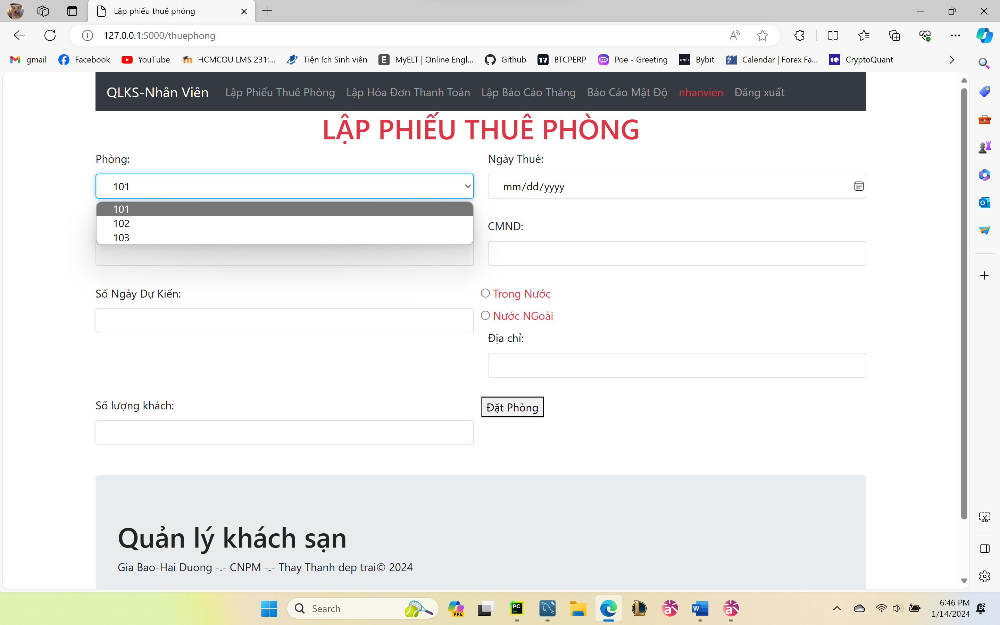 Lập phiếu thuê phòng
127.0.0.1:5000/thuephong
gmail
Facebook
YouTube
HCMCOU LMS 231:...
Tiện ích Sinh viên
MyELT | Online Engl...
Github
BTCPERP
Poe - Greeting
BYBIT
Bybit
Calendar | Forex Fa...
CryptoQuant
QLKS-Nhân Viên
Lập Phiếu Thuê Phòng
Lập Hóa Đơn Thanh Toán
Lập Báo Cáo Tháng
Báo Cáo Mật Độ
nhanvien
Đăng xuất
LẬP PHIẾU THUÊ PHÒNG
Phòng:
Ngày Thuê:
101
mm/dd/yyyy
101
102
103
CMND:
Số Ngày Dự Kiến:
Trong Nước
Nước NGoài
Địa chỉ:
Số lượng khách:
Đặt Phòng
Quản lý khách sạn
Gia Bao-Hai Duong -.- CNPM -.- Thay Thanh dep trai© 2024
Search
PRE
PC
W
6:46 PM
1/14/2024